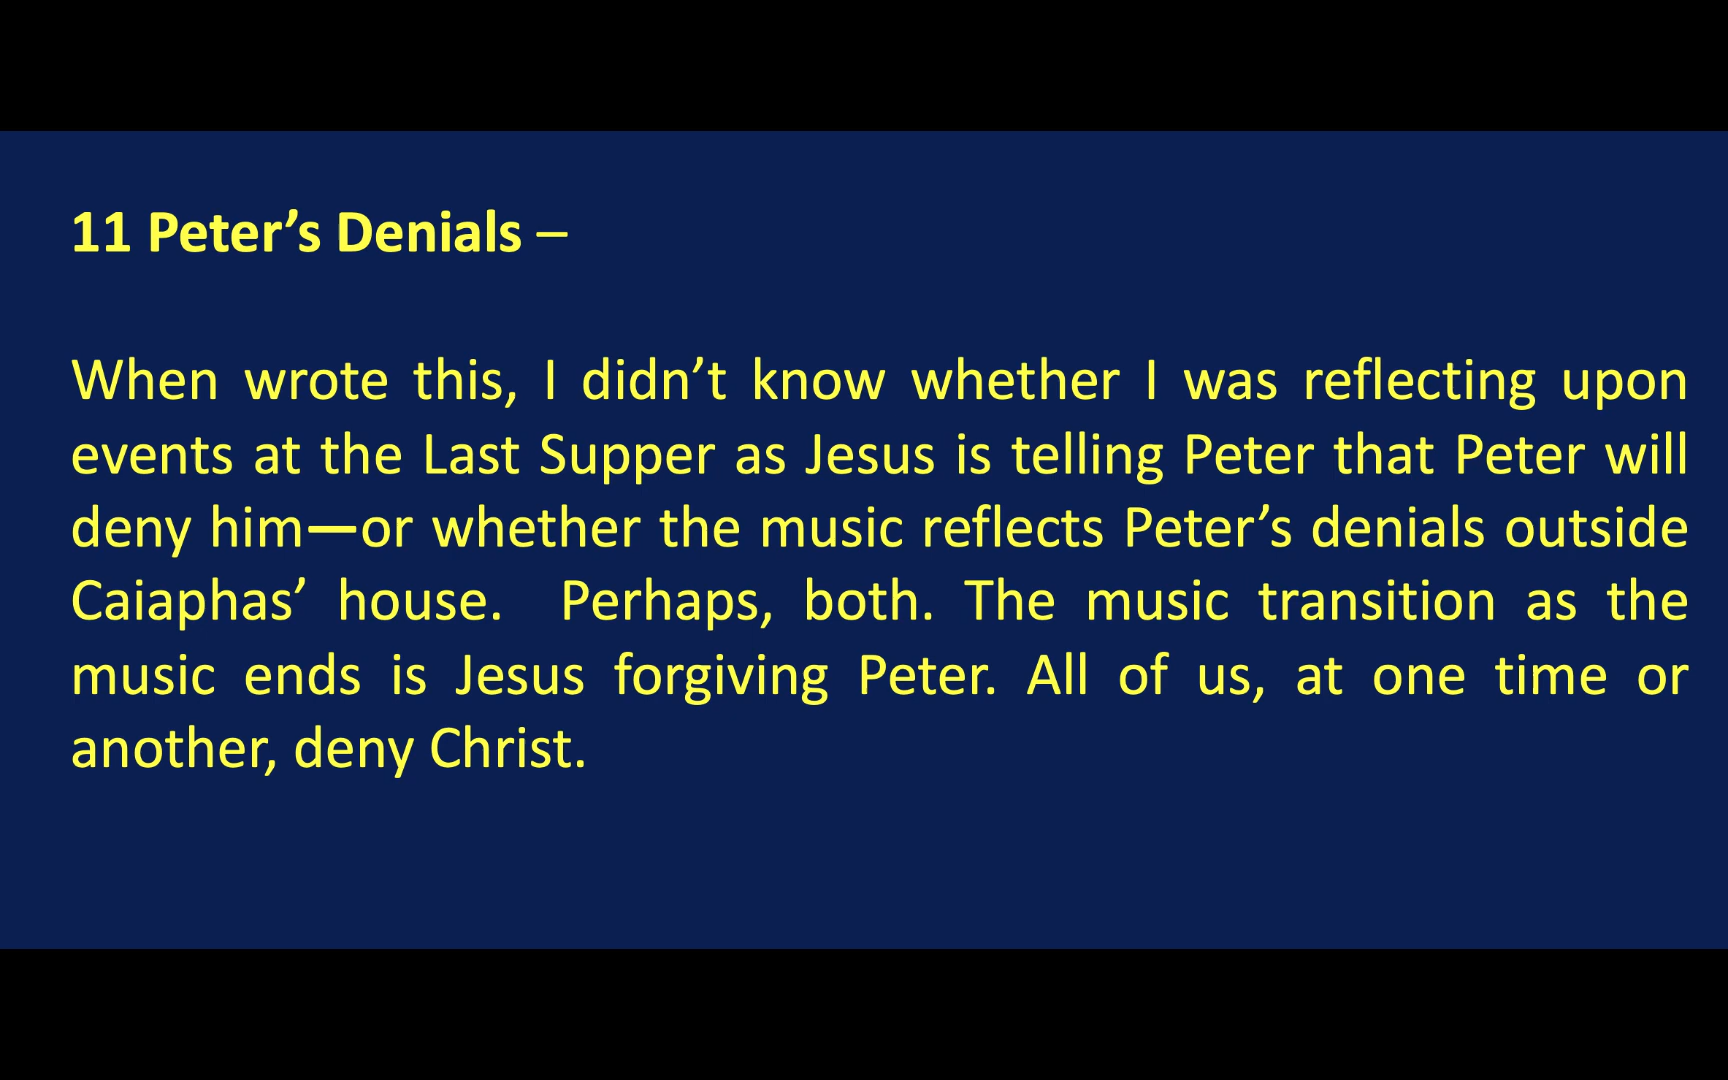 11 Peter’s Denials –
When wrote this, I didn’t know whether I was reflecting upon
events at the Last Supper as Jesus is telling Peter that Peter will
deny him—or whether the music reflects Peter’s denials outside
Caiaphas’ house.  Perhaps, both. The music transition as the
music ends is Jesus forgiving Peter. All of us, at one time or
another, deny Christ.